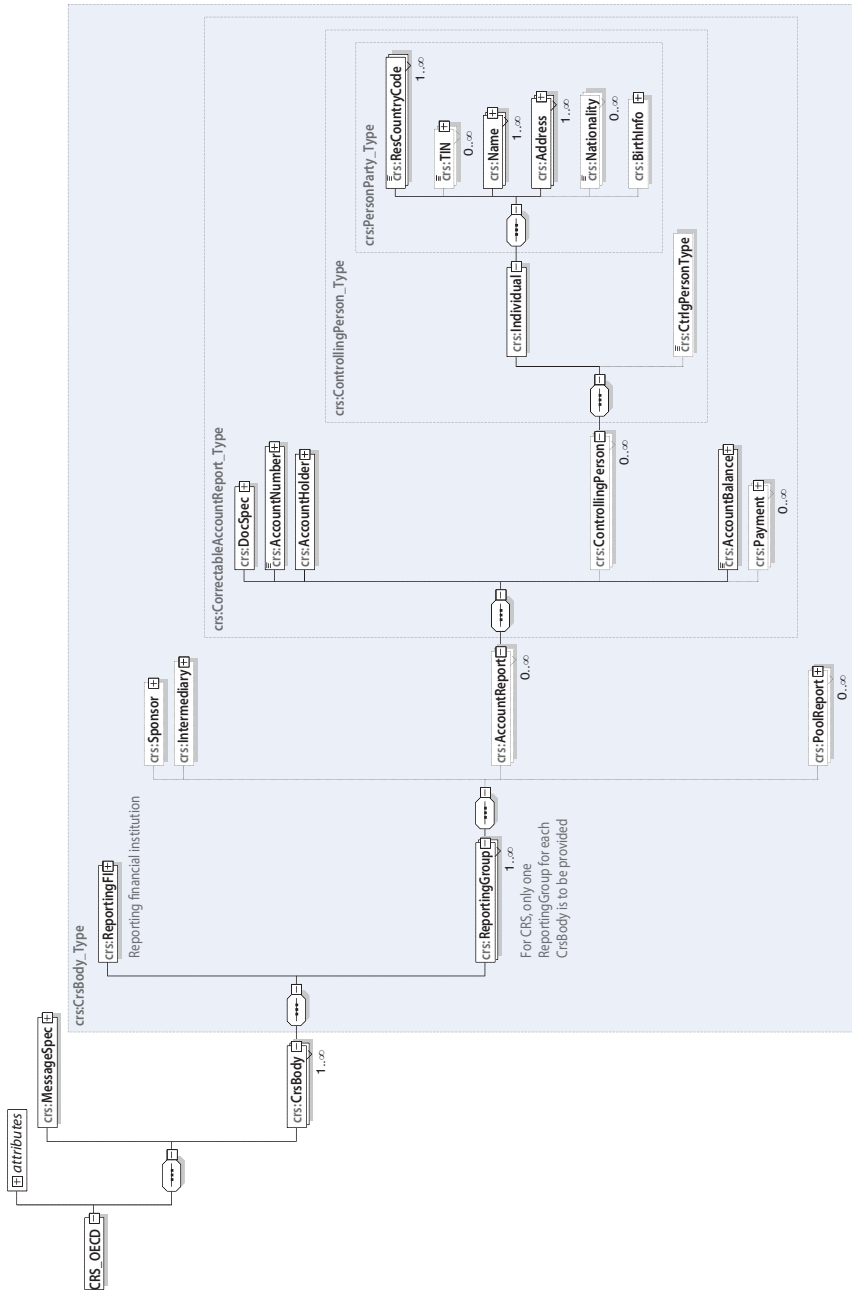 CRS_OECD
attributes
crs:MessageSpec
crs:CrsBody
1..∞
crs:CrsBody_Type
crs:ReportingFI
Reporting financial institution
crs:ReportingGroup
1..∞
For CRS, only one
ReportingGroup for each
CrsBody is to be provided
crs:Sponsor
crs:Intermediary
crs:AccountReport
0..∞
crs:PoolReport
0..∞
crs:CorrectableAccountReport_Type
crs:DocSpec
crs:AccountNumber
crs:AccountHolder
crs:ControllingPerson
0..∞
crs:AccountBalance
crs:Payment
0..∞
crs:ControllingPerson_Type
crs:Individual
crs:CtrlgPersonType
crs:PersonParty_Type
crs:ResCountryCode
1..∞
crs:TIN
0..∞
crs:Name
1..∞
crs:Address
1..∞
crs:Nationality
0..∞
crs:BirthInfo